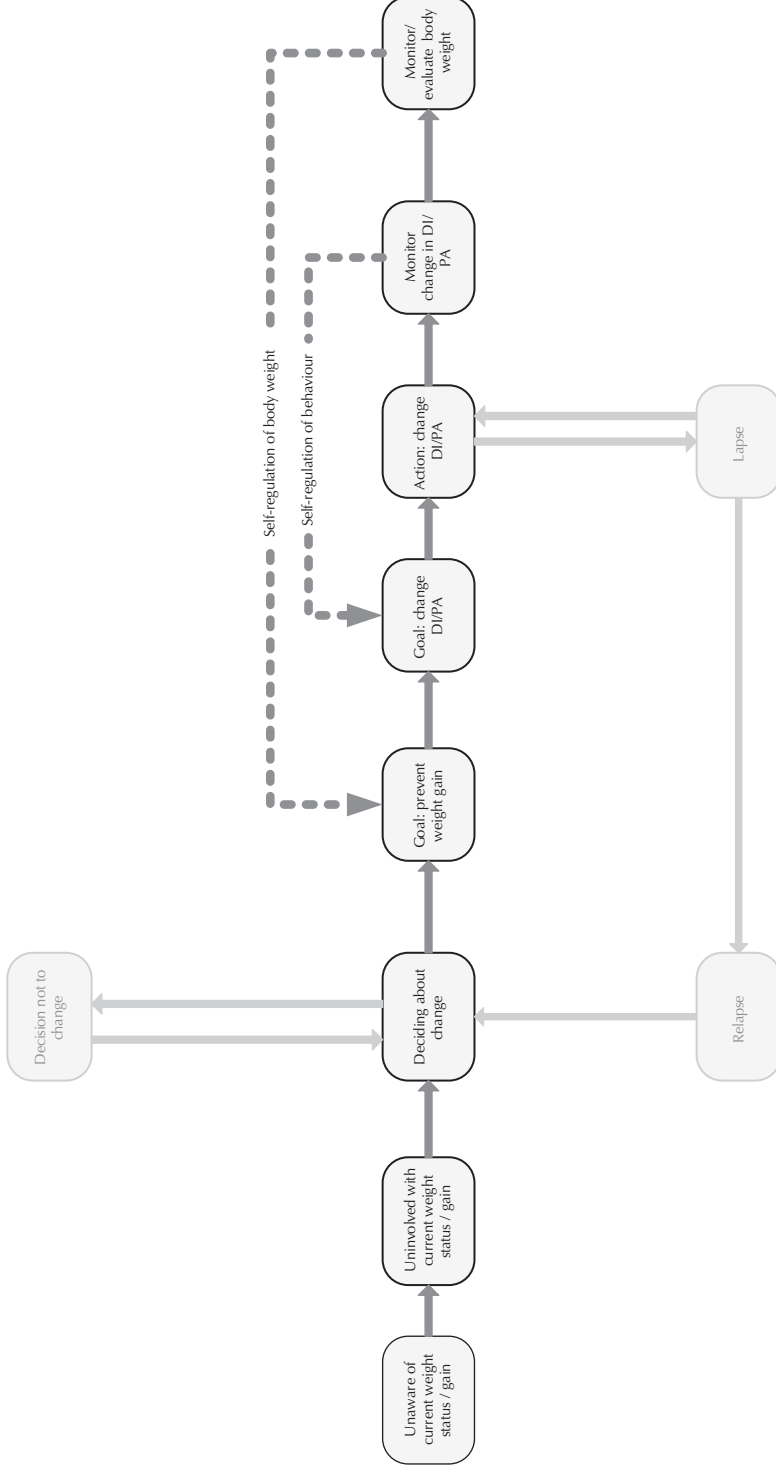 Decision not to
change
Self-regulation of body weight
Self-regulation of behaviour
Unaware of
current weight
status / gain
Uninvolved with
current weight
status / gain
Deciding about
change
Goal: prevent
weight gain
Goal: change
DI/PA
Action: change
DI/PA
Monitor
change in DI/
PA
Monitor/
evaluate body
weight
Relapse
Lapse